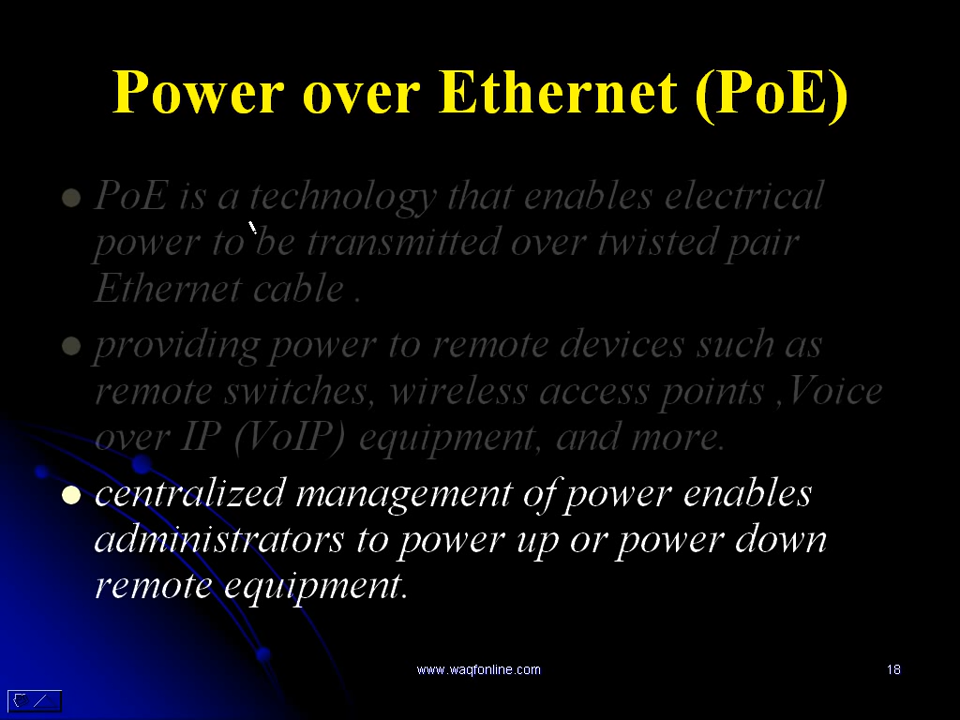 Power over Ethernet (PoE)
PoE is a technology that enables electrical
power to be transmitted over twisted pair
Ethernet cable .
providing power to remote devices such as
remote switches, wireless access points ,Voice
over IP (VoIP) equipment, and more.
centralized management of power enables
administrators to power up or power down
remote equipment.
www.waqfonline.com
18